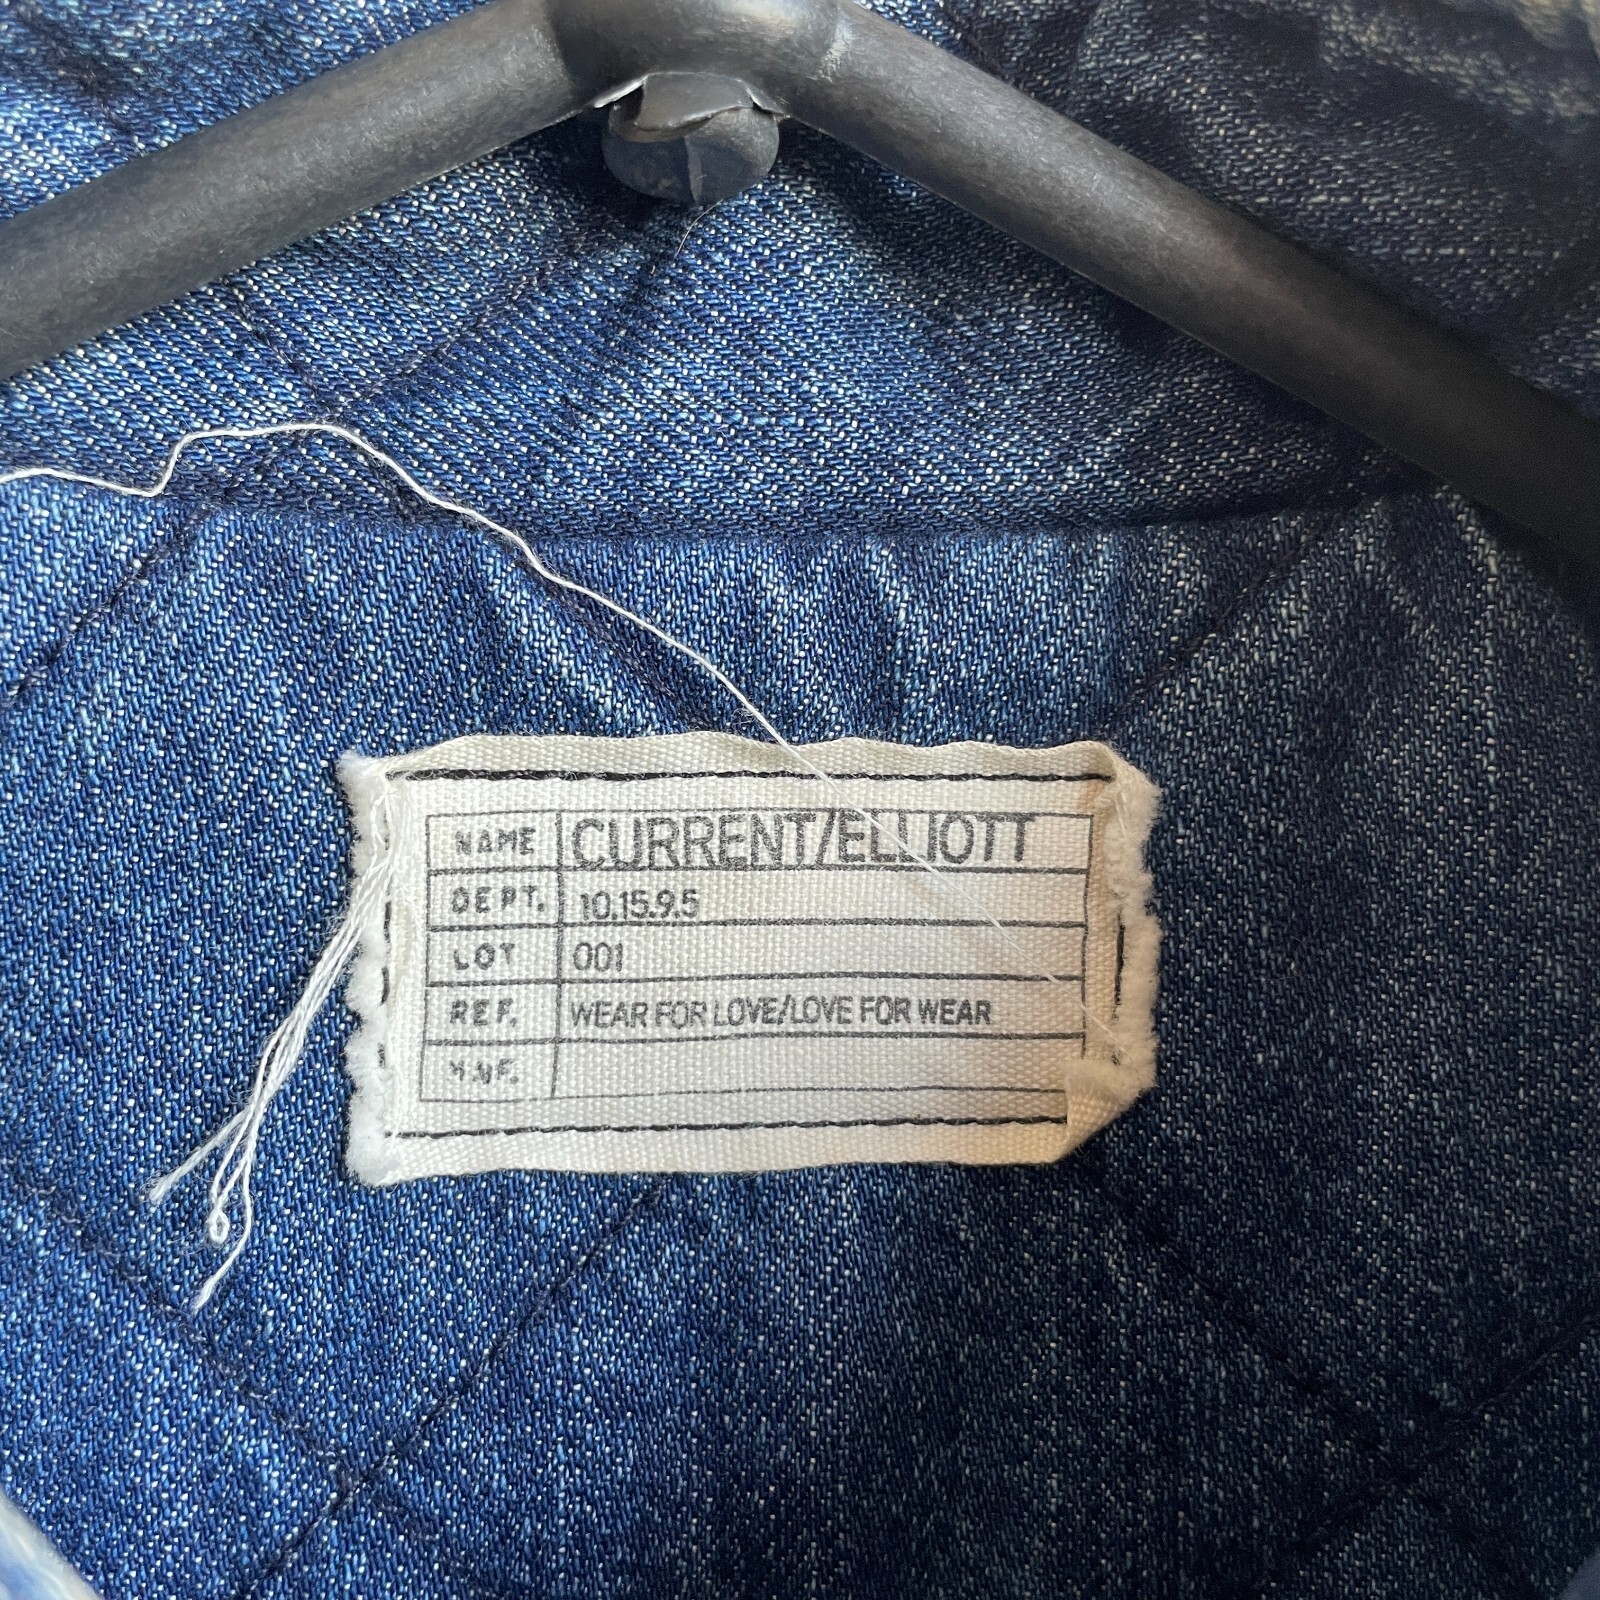 NAME CURRENT/ELLIOTT
DEPT. 10.15.9.5
LOT 001
REF. WEAR FOR LOVE/LOVE FOR WEAR